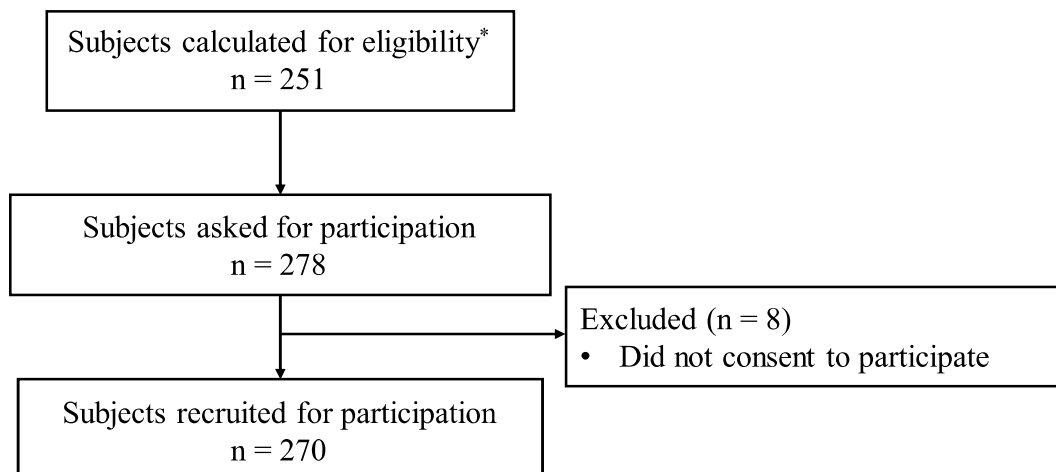 Subjects calculated for eligibility*
n = 251
Subjects asked for participation
n = 278
Excluded (n = 8)
• Did not consent to participate
Subjects recruited for participation
n = 270